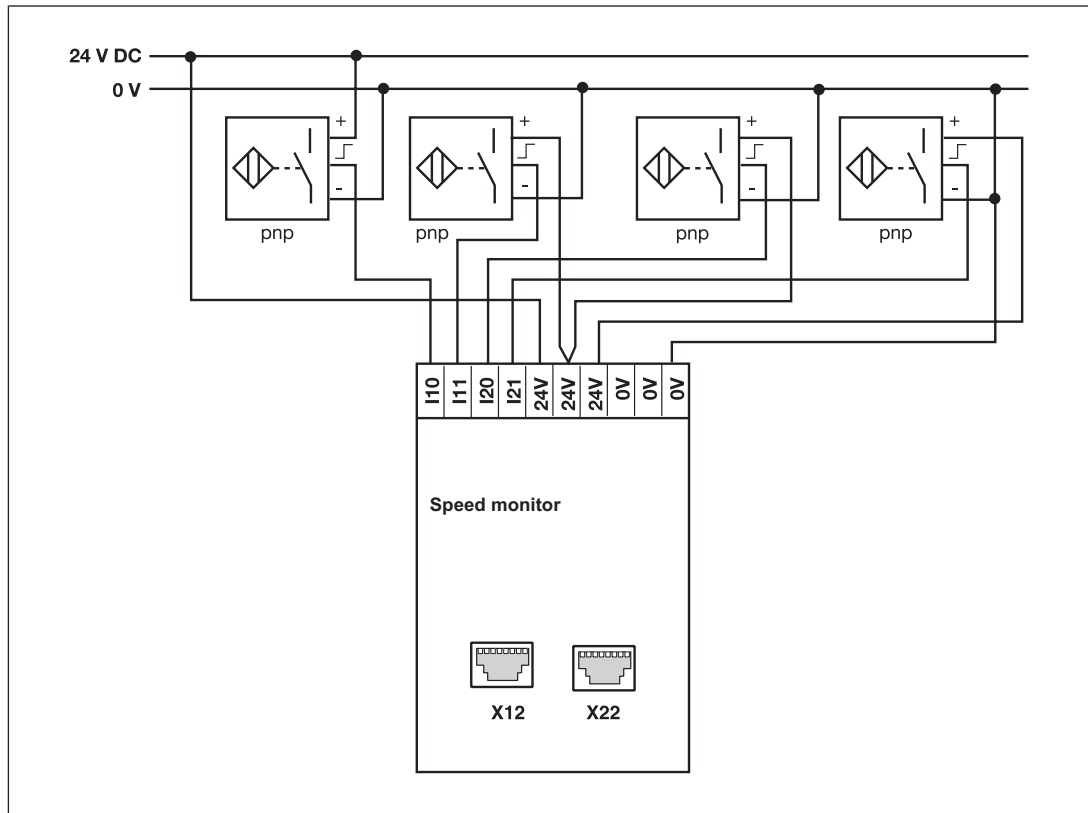 24 V DC
0 V
+
-
pnp
+
-
pnp
+
-
pnp
+
-
pnp
I10
I11
I20
I21
24V
24V
24V
0V
0V
0V
Speed monitor
X12
X22